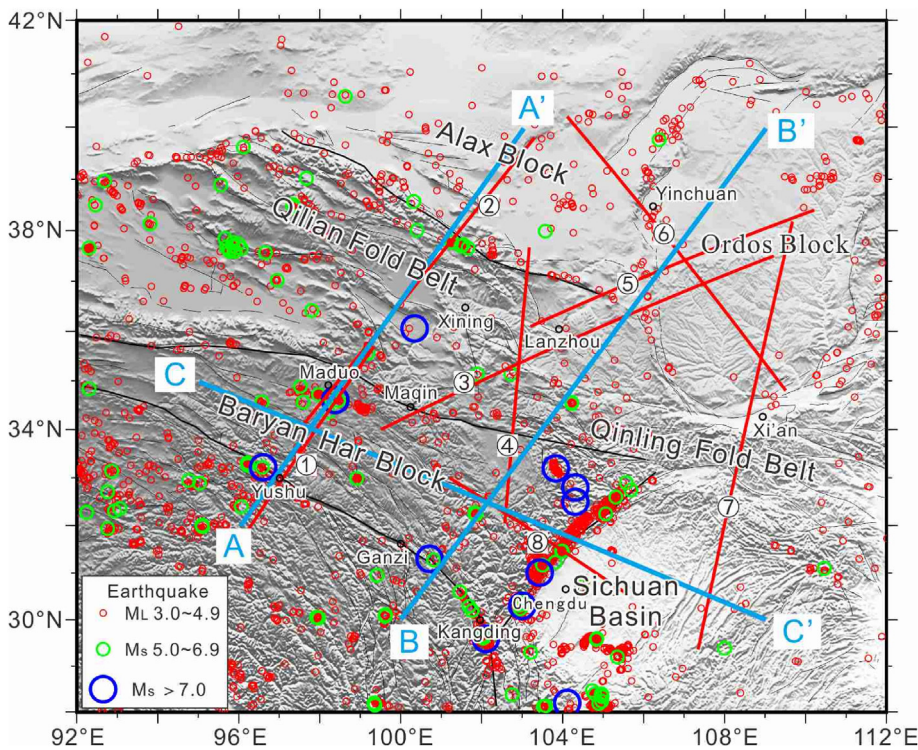 42°N
40°
38°
34°
30°
92°E
96°
100°
104°
108°
112°E
A'
B'
Alax Block
Yinchuan
②
Qilian Fold Belt
⑥
Ordos Block
⑤
Xining
Lanzhou
Maduo
③
C
Maqin
Xi'an
Baryan Har Block
④
Qinling Fold Belt
①
Yushu
⑦
A
⑧
Ganzi
Sichuan
Basin
Chengdu
B
Kangding
C'
Earthquake
ML 3.0~4.9
Ms 5.0~6.9
Ms >7.0